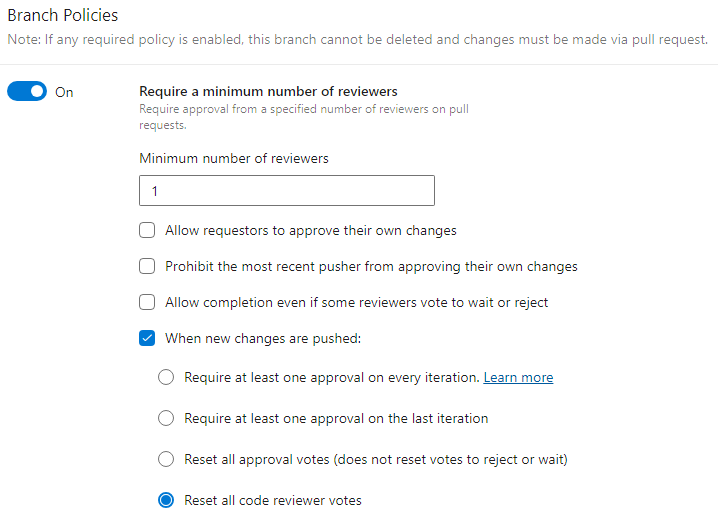 Branch Policies
Note: If any required policy is enabled, this branch cannot be deleted and changes must be made via pull request.
On
Require a minimum number of reviewers
Require approval from a specified number of reviewers on pull
requests.
Minimum number of reviewers
1
Allow requestors to approve their own changes
Prohibit the most recent pusher from approving their own changes
Allow completion even if some reviewers vote to wait or reject
When new changes are pushed:
Require at least one approval on every iteration. Learn more
Require at least one approval on the last iteration
Reset all approval votes (does not reset votes to reject or wait)
Reset all code reviewer votes